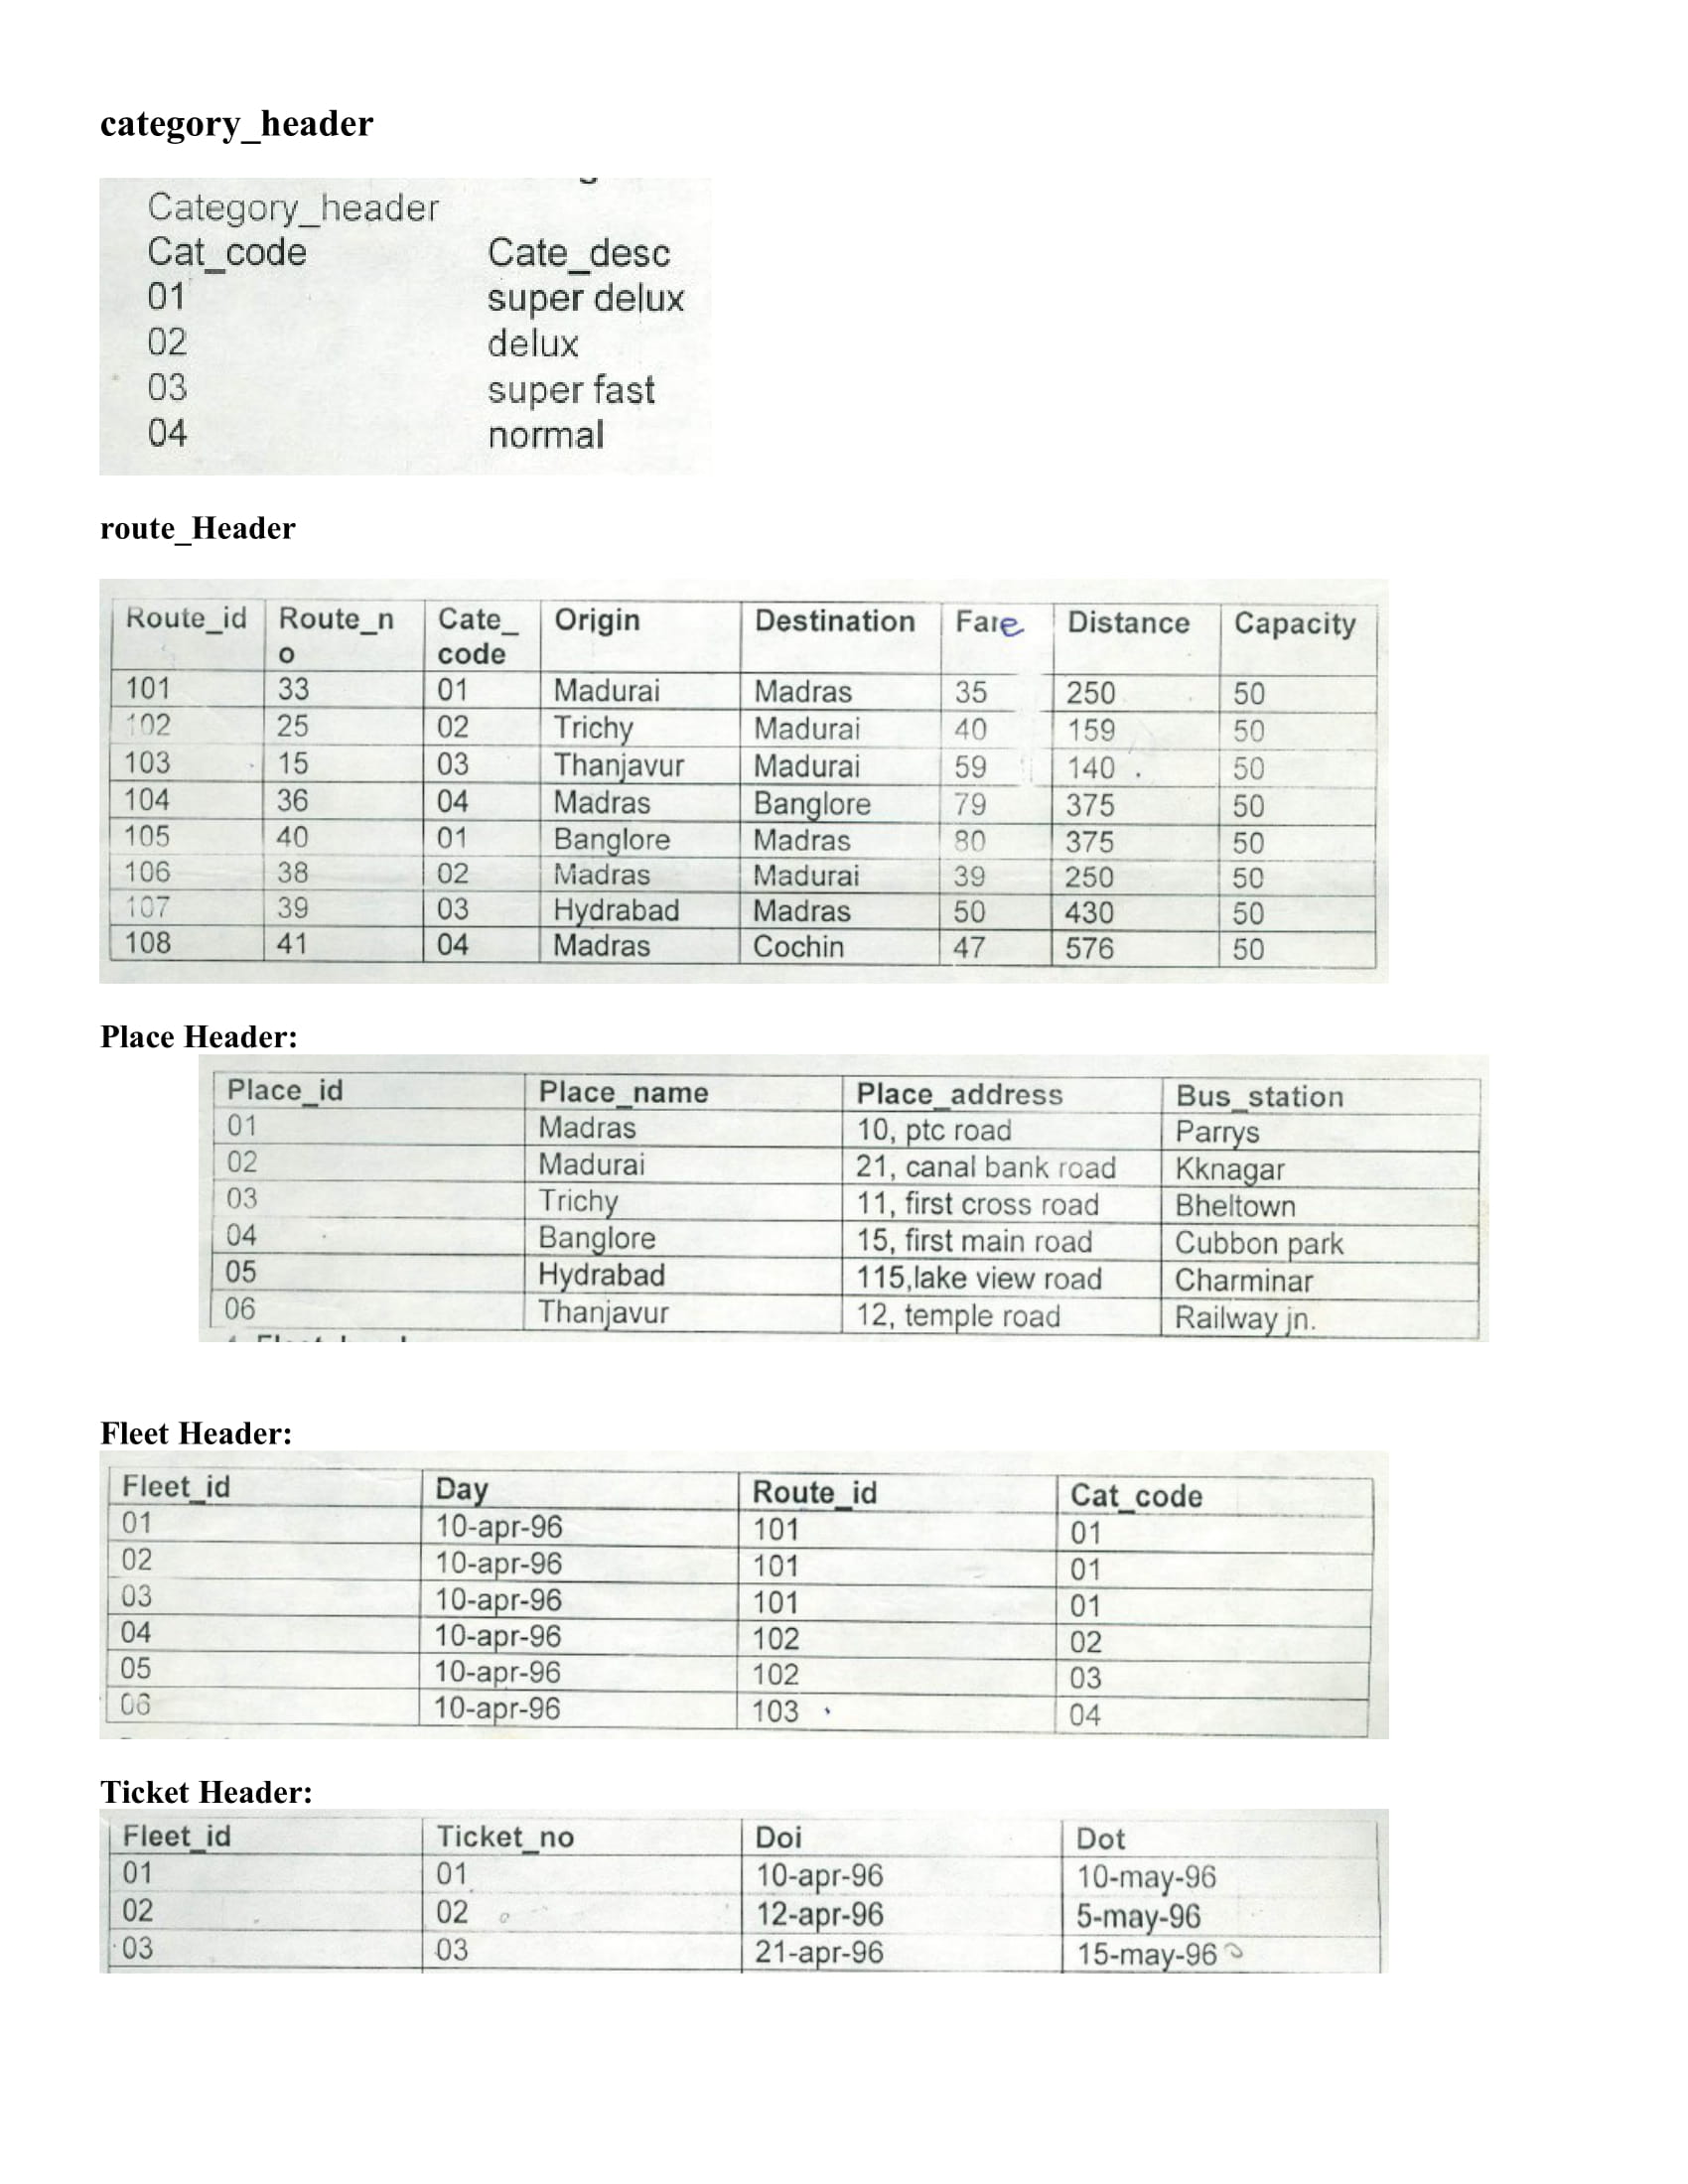 category_header
Category_header
Cat_code Cate_desc
01 super delux
02 delux
03 super fast
04 normal
route_Header
Route_id Route_n Cate_ Origin Destination Fare Distance Capacity
o code
101 33 01 Madurai Madras 35 250 50
102 25 02 Trichy Madurai 40 159 50
103 15 03 Thanjavur Madurai 59 140 50
104 36 04 Madras Banglore 79 375 50
105 40 01 Banglore Madras 80 375 50
106 38 02 Madras Madurai 39 250 50
107 39 03 Hydrabad Madras 50 430 50
108 41 04 Madras Cochin 47 576 50
Place Header:
Place_id Place_name Place_address Bus_station
01 Madras 10, ptc road Parrys
02 Madurai 21, canal bank road Kknagar
03 Trichy 11, first cross road Bheltown
04 Banglore 15, first main road Cubbon park
05 Hydrabad 115,lake view road Charminar
06 Thanjavur 12, temple road Railway jn.
Fleet Header:
Fleet_id Day Route_id Cat_code
01 10-apr-96 101 01
02 10-apr-96 101 01
03 10-apr-96 101 01
04 10-apr-96 102 02
05 10-apr-96 102 03
06 10-apr-96 103 04
Ticket Header:
Fleet_id Ticket_no Doi Dot
01 01 10-apr-96 10-may-96
02 02 12-apr-96 5-may-96
03 03 21-apr-96 15-may-96